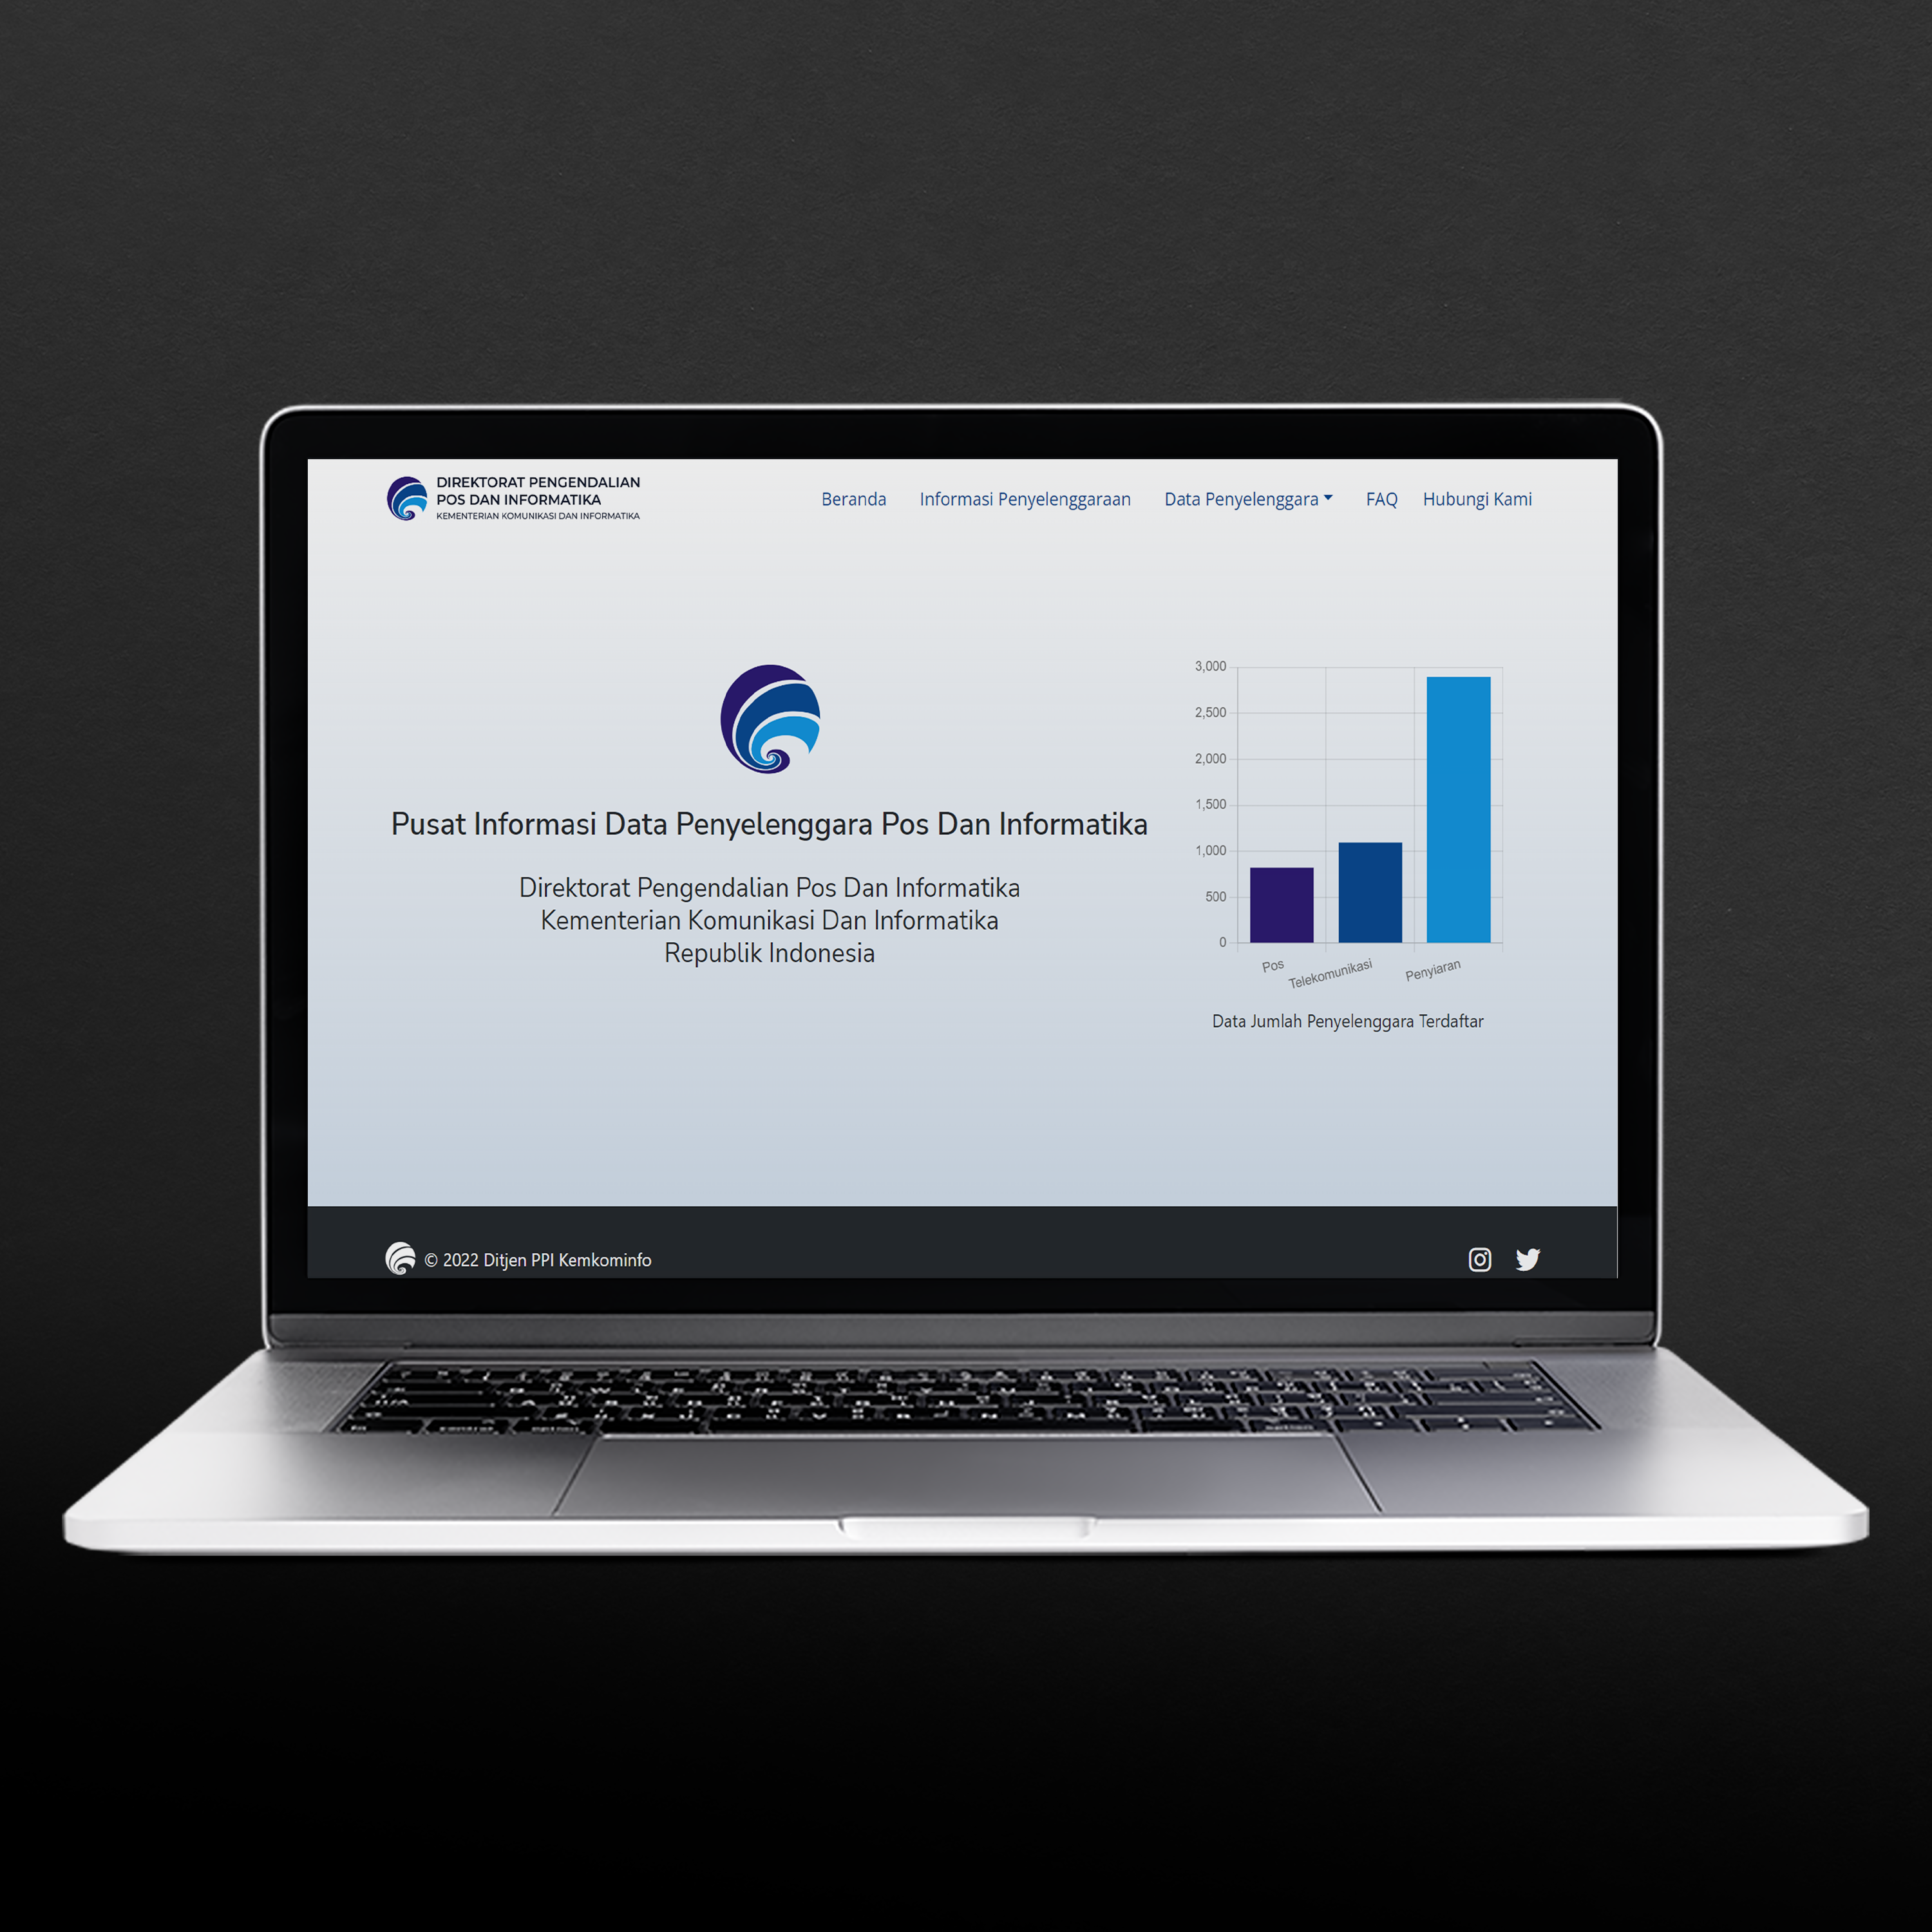 DIREKTORAT PENGENDALIAN
POS DAN INFORMATIKA
KEMENTERIAN KOMUNIKASI DAN INFORMATIKA
Beranda
Informasi Penyelenggaraan
Data Penyelenggara
FAQ
Hubungi Kami
Pusat Informasi Data Penyelenggara Pos Dan Informatika
Direktorat Pengendalian Pos Dan Informatika
Kementerian Komunikasi Dan Informatika
Republik Indonesia
3,000
2,500
2,000
1,500
1,000
500
0
Pos
Telekomunikasi
Penyiaran
Data Jumlah Penyelenggara Terdaftar
© 2022 Ditjen PPI Kemkominfo